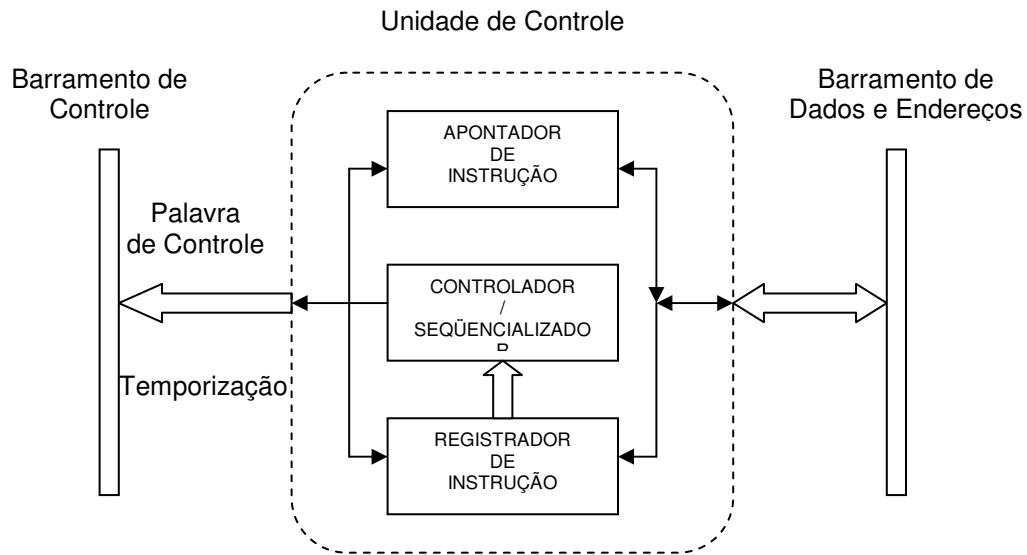 Unidade de Controle
Barramento de
Controle
Barramento de
Dados e Endereços
APONTADOR
DE
INSTRUÇÃO
Palavra
de Controle
CONTROLADOR
/
SEQÜENCIALIZADO
R
Temporização
REGISTRADOR
DE
INSTRUÇÃO